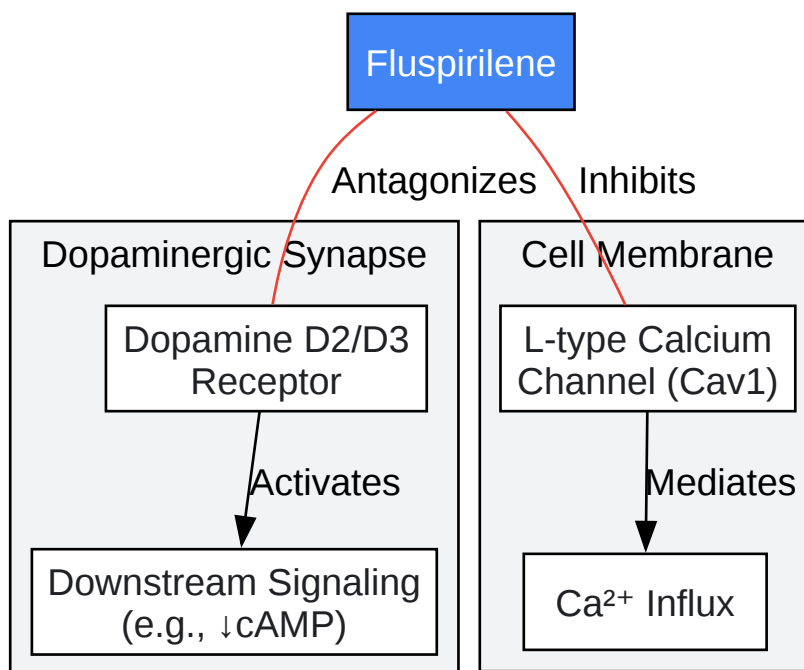 Fluspirilene
Antagonizes
Inhibits
Dopaminergic Synapse
Cell Membrane
Dopamine D2/D3
Receptor
L-type Calcium
Channel (Cav1)
Activates
Mediates
Downstream Signaling
(e.g., ↓cAMP)
Ca²⁺ Influx